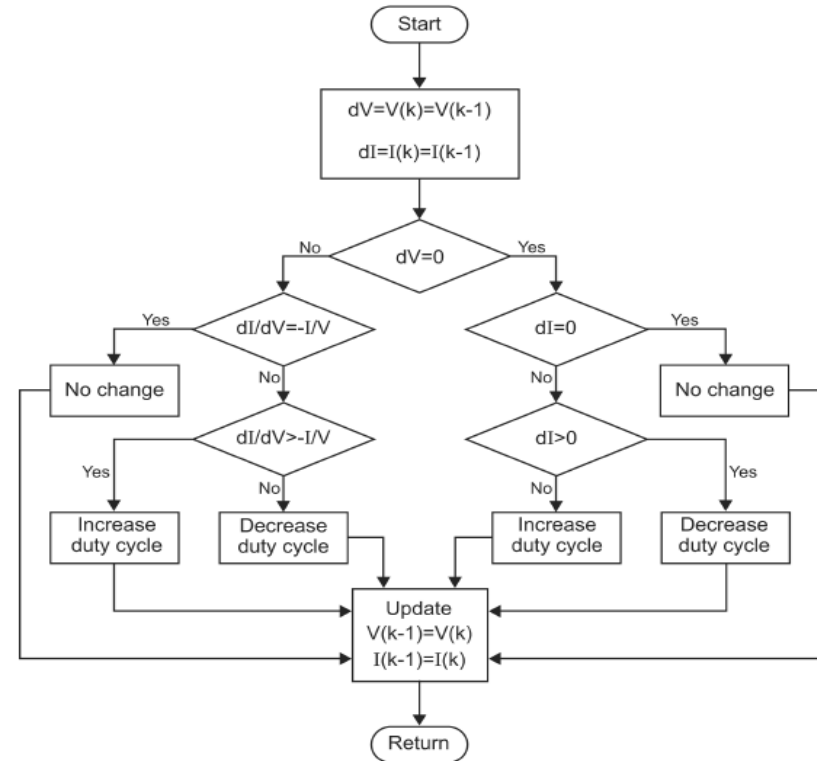 Start
dV=V(k)=V(k-1)
dI=I(k)=I(k-1)
No
dV=0
Yes
Yes
dI/dV=-I/V
dI=0
Yes
No change
No
No
No change
dI/dV>-I/V
dI>0
Yes
No
No
Yes
Increase
duty cycle
Decrease
duty cycle
Increase
duty cycle
Decrease
duty cycle
Update
V(k-1)=V(k)
I(k-1)=I(k)
Return